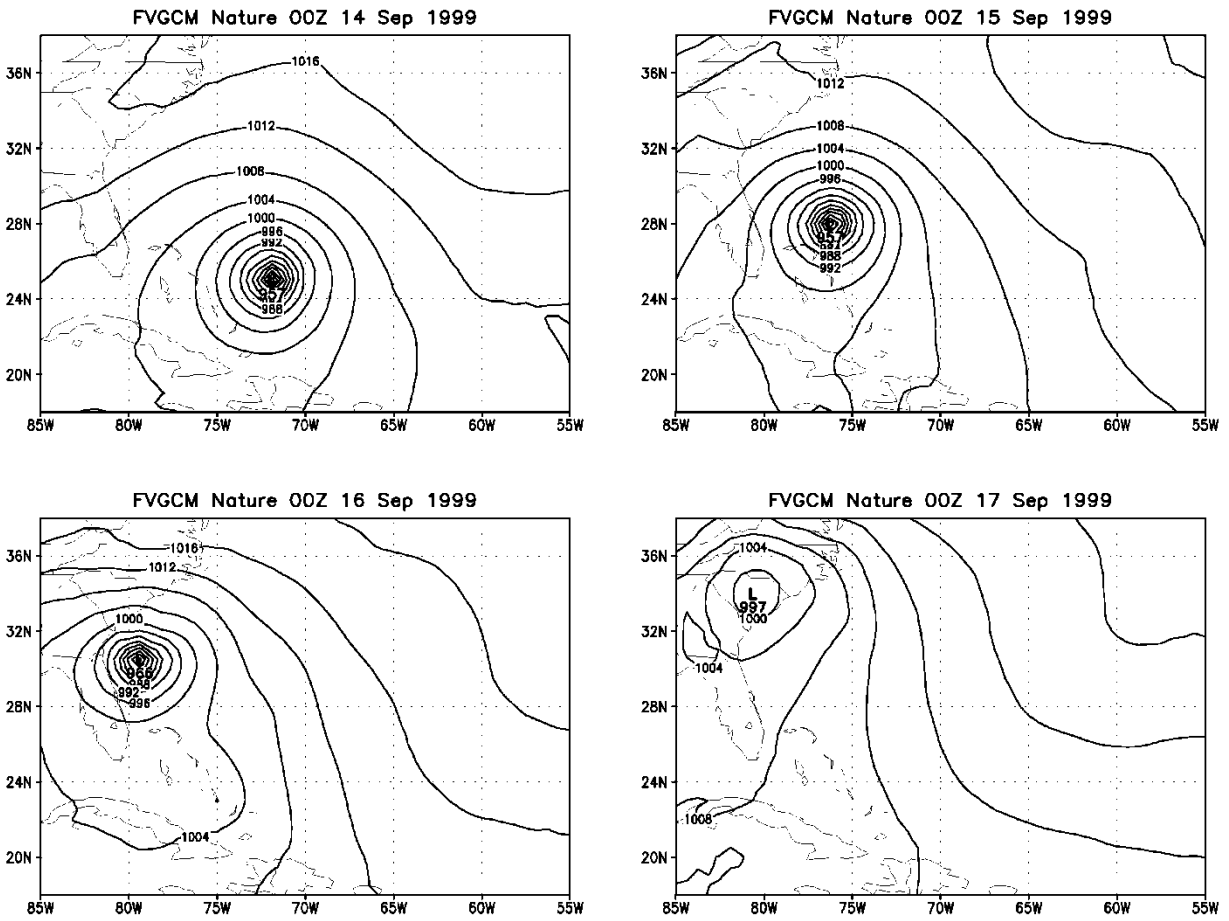 FVGCM Nature 00Z 14 Sep 1999
36N
32N
28N
24N
20N
1016
1012
1008
1004
1000
996
992
957
988
85W 80W 75W 70W 65W 60W 55W
FVGCM Nature 00Z 15 Sep 1999
36N
32N
28N
24N
20N
1012
1008
1004
1000
996
957
988
992
85W 80W 75W 70W 65W 60W 55W
FVGCM Nature 00Z 16 Sep 1999
36N
32N
28N
24N
20N
1016
1012
1000
966
988
992
996
1004
85W 80W 75W 70W 65W 60W 55W
FVGCM Nature 00Z 17 Sep 1999
36N
32N
28N
24N
20N
1004
L
997
1000
1004
1008
85W 80W 75W 70W 65W 60W 55W